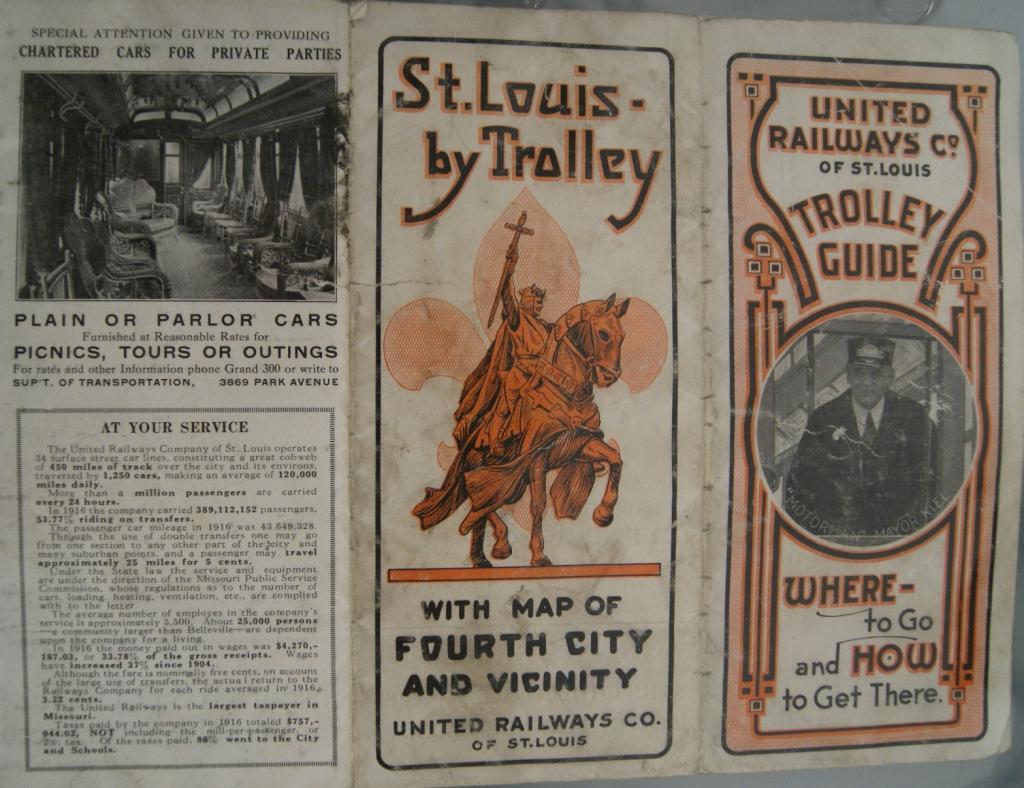 SPECIAL ATTENTION GIVEN TO PROVIDING
CHARTERED CARS FOR PRIVATE PARTIES
PLAIN OR PARLOR CARS
Furnished at Reasonable Rates for
PICNICS, TOURS OR OUTINGS
For rates and other Information phone Grand 300 or write to
SUP'T. OF TRANSPORTATION, 3869 PARK AVENUE
AT YOUR SERVICE
The United Railways Company of St. Louis operates
34 surface street car lines, constituting a great cobweb
of 450 miles of track over the city and its environs,
traversed by 1,250 cars, making an average of 120,000
miles daily.
More than a million passengers are carried
every 24 hours.
In 1916 the company carried 389,112,152 passengers,
53.77% riding on transfers.
The passenger car mileage in 1916 was 43,649,328.
Through the use of double transfers one may go
from one section to any other part of the city and
many suburban points, and a passenger may travel
approximately 25 miles for 5 cents.
Under the State law the service and equipment
are under the direction of the Missouri Public Service
Commission, whose regulations as to the number of
cars, loading, heating, ventilation, etc., are complied
with to the letter.
The average number of employes in the company's
service is approximately 5,500. About 25,000 persons
—a community larger than Belleville—are dependent
upon the company for a living.
In 1916 the money paid out in wages was $4,270,-
187.03, or 33.78% of the gross receipts. Wages
have increased 37% since 1904.
Although the fare is nominally five cents, on account
of the large use of transfers, the actual return to the
Railways Company for each ride averaged in 1916
3.22 cents.
The United Railways is the largest taxpayer in
Missouri.
Taxes paid by the company in 1916 totaled $757,-
044.03, NOT including the mill-per-passenger, or
2% tax. Of the taxes paid, 86% went to the City
and Schools.
St. Louis-
by Trolley
WITH MAP OF
FOURTH CITY
AND VICINITY
UNITED RAILWAYS CO.
OF ST. LOUIS
UNITED
RAILWAYS CO.
OF ST. LOUIS
TROLLEY
GUIDE
"MOTORMAN" MAYOR KIEL
WHERE-
to Go
and HOW
to Get There.